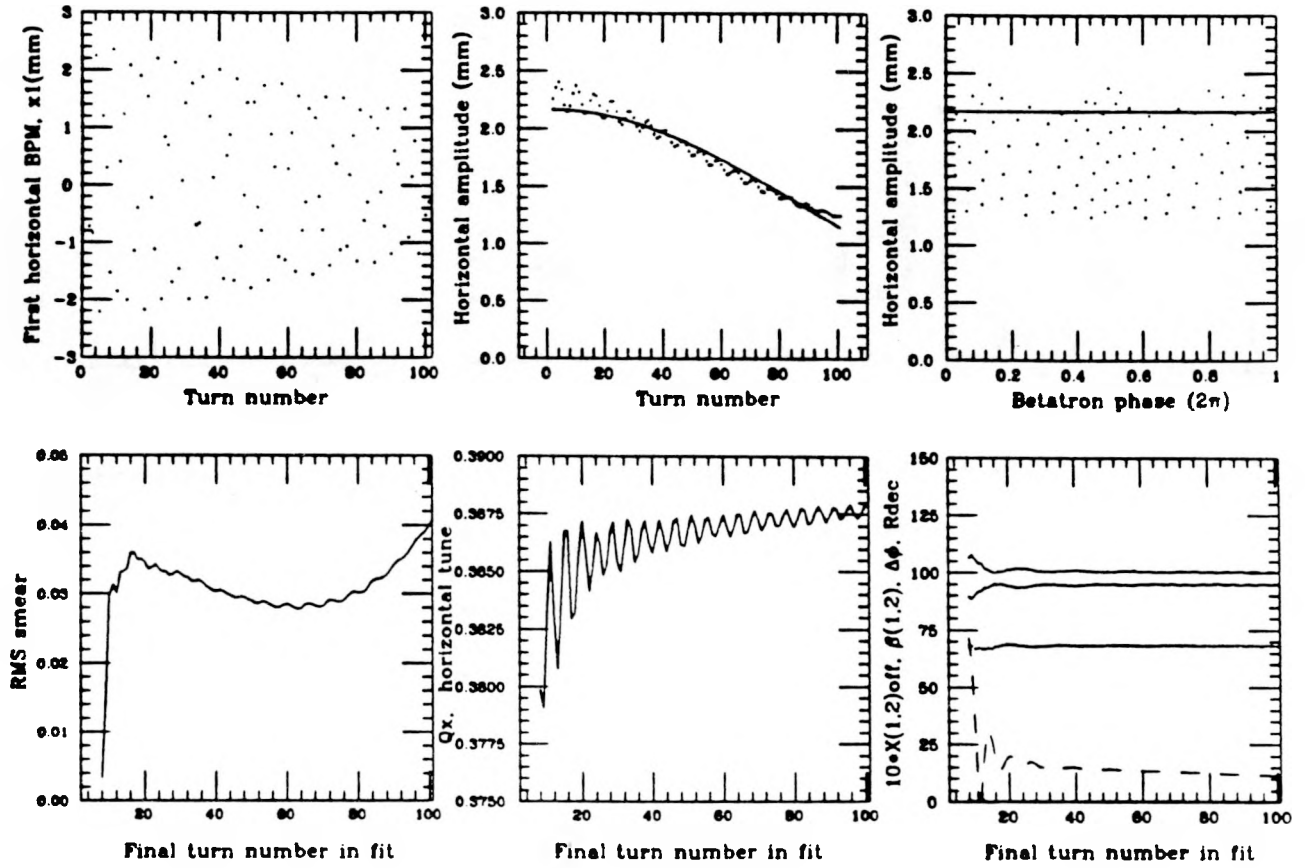 First horizontal BPM, x1(mm)
3
2
1
0
-1
-2
-3
0 20 40 60 80 100
Turn number
Horizontal amplitude (mm)
3.0
2.5
2.0
1.5
1.0
0.5
0.0
0 20 40 60 80 100
Turn number
Horizontal amplitude (mm)
3.0
2.5
2.0
1.5
1.0
0.5
0.0
0 0.2 0.4 0.6 0.8 1
Betatron phase (2π)
RMS smear
0.05
0.04
0.03
0.02
0.01
0.00
20 40 60 80 100
Final turn number in fit
Qx. horizontal tune
0.3900
0.3875
0.3650
0.3625
0.3800
0.3775
0.3750
20 40 60 80 100
Final turn number in fit
10*X(1.2)off. β(1.2). Δϕ. Rdec
150
125
100
75
50
25
0
20 40 60 80 100
Final turn number in fit